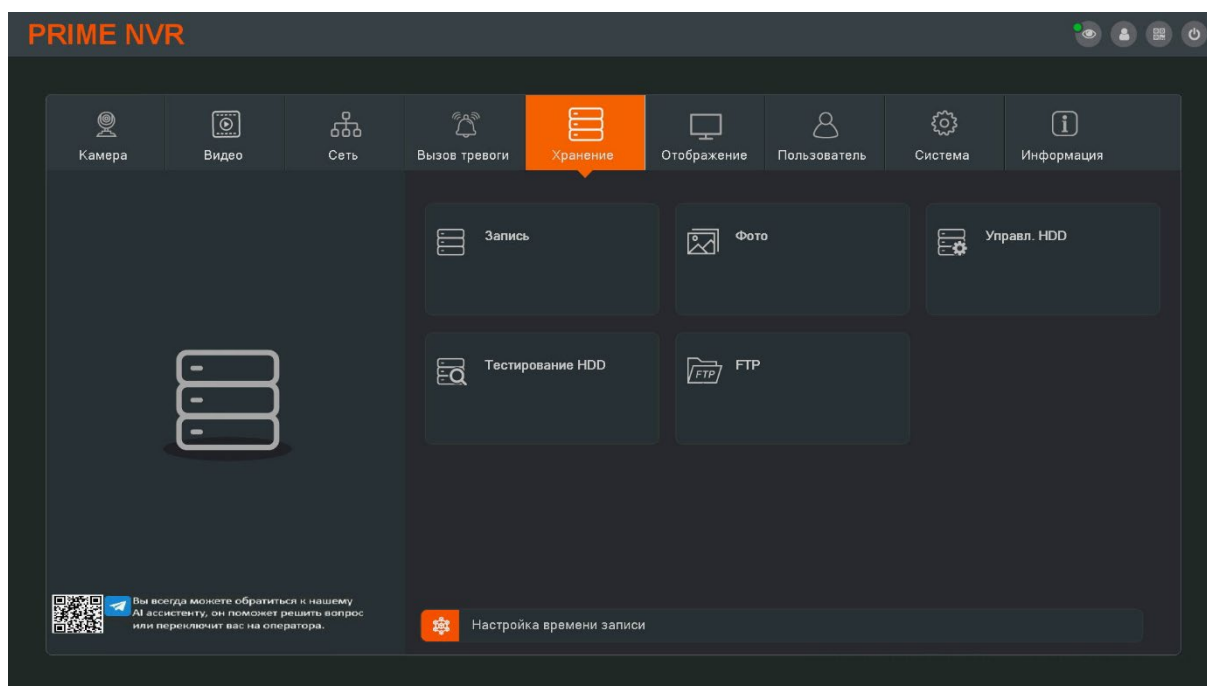 PRIME NVR
Камера
Видео
Сеть
Вызов тревоги
Хранение
Отображение
Пользователь
Система
Информация
Запись
Фото
Управл. HDD
Тестирование HDD
FTP
FTP
Вы всегда можете обратиться к нашему
AI ассистенту, он поможет решить вопрос
или переключит вас на оператора.
Настройка времени записи